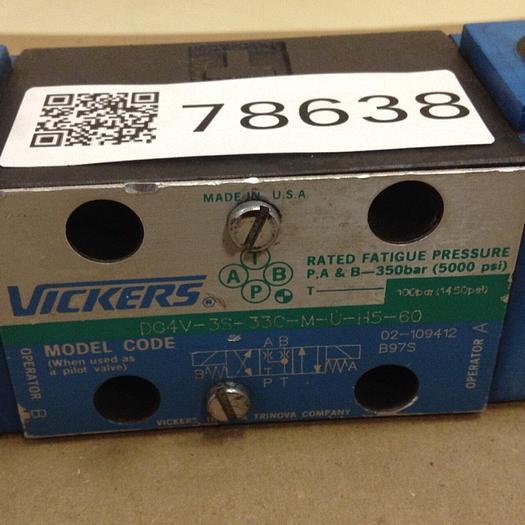 78638
MADE IN U.S.A
T
A B
P
RATED FATIGUE PRESSURE
P.A & B—350bar (5000 psi)
T— 100bar (1450psi)
VICKERS®
DG4V-3S-33C-M-U-H5-60
MODEL CODE
(When used as
a pilot valve)
02-109412
B97S
OPERATOR B
OPERATOR A
A B
B A
T
P T
VICKERS TRINOVA COMPANY